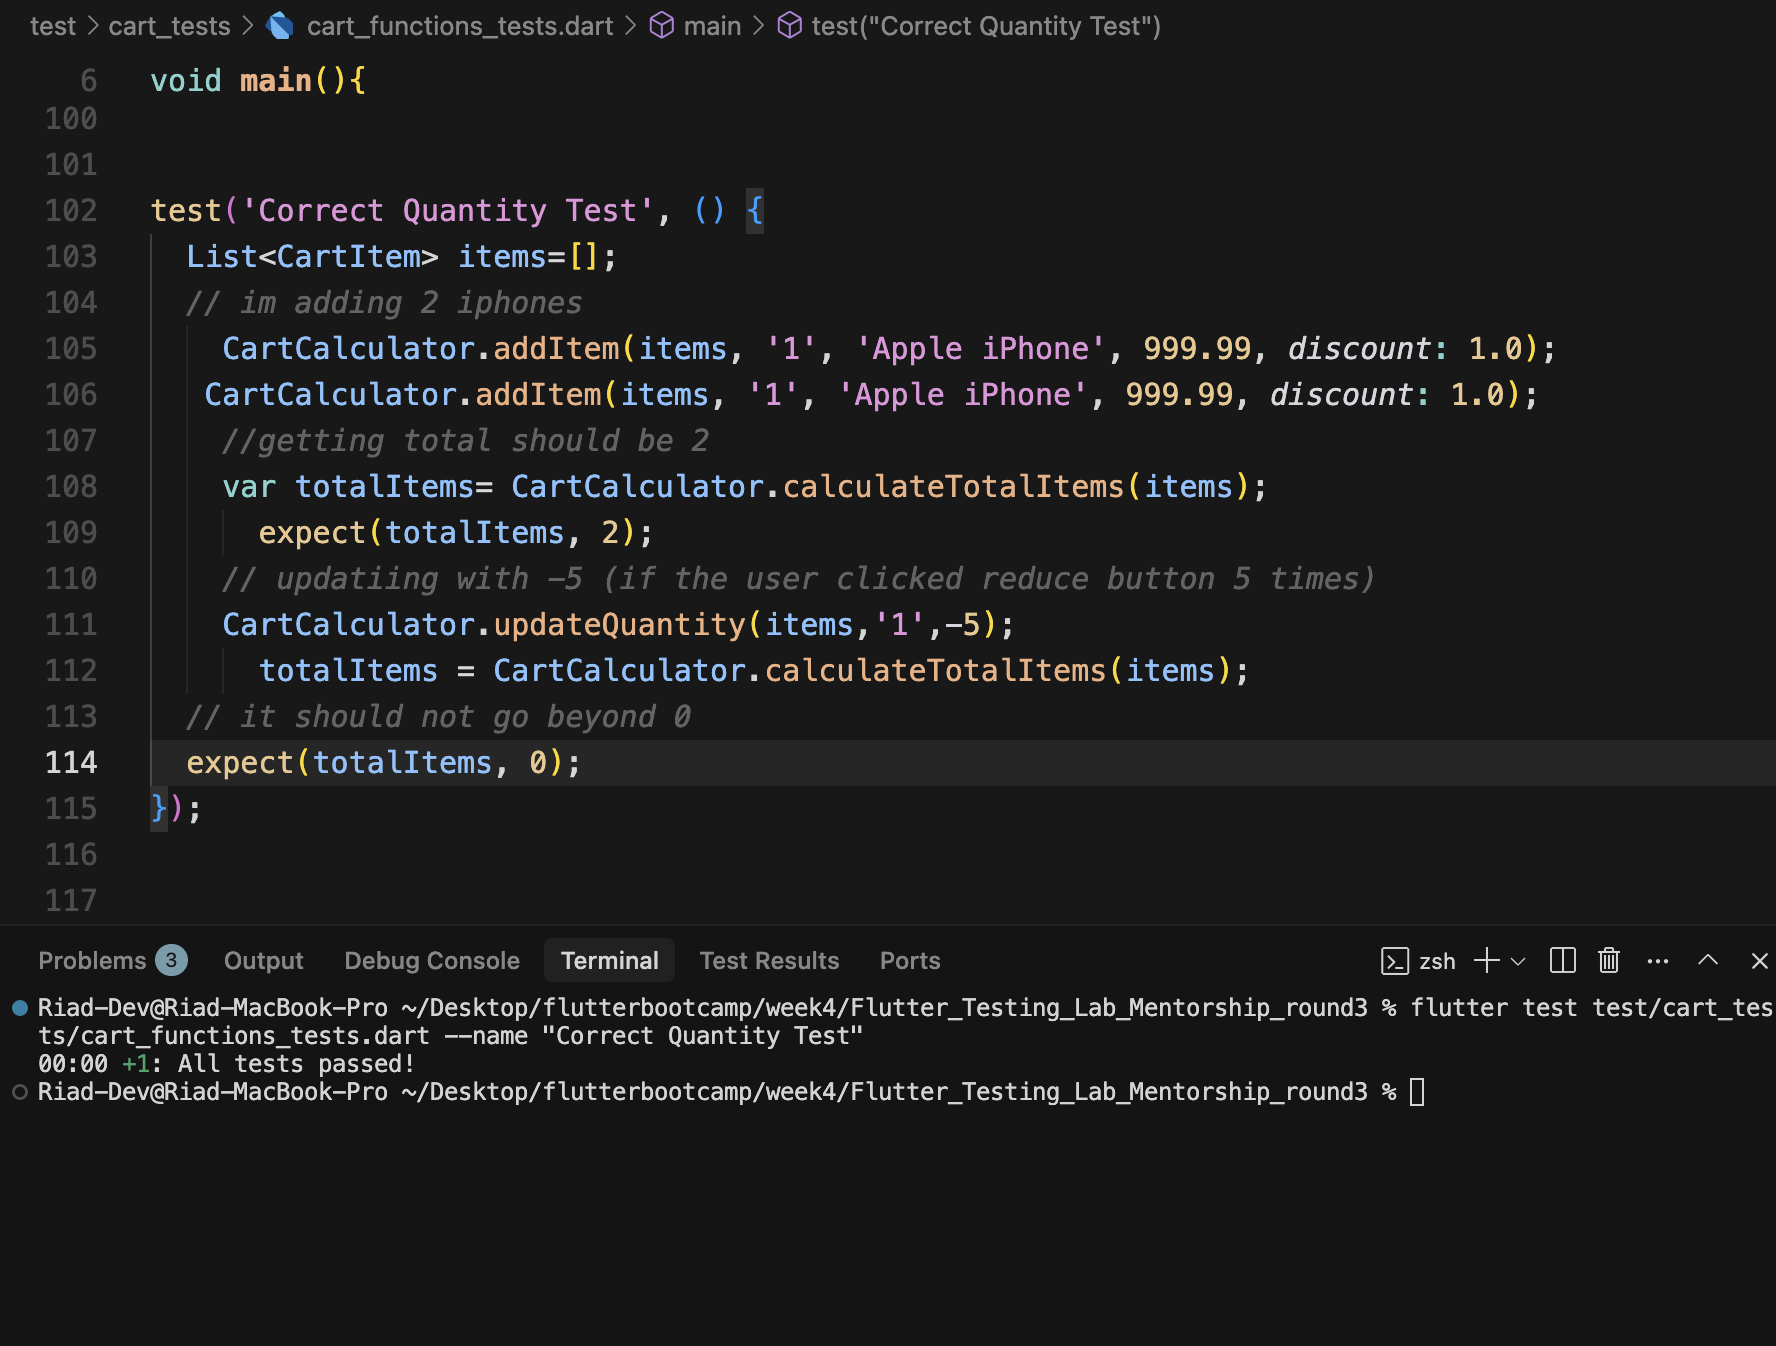 test > cart_tests > cart_functions_tests.dart > main > test("Correct Quantity Test")
6 void main(){
100
101
102 test('Correct Quantity Test', () {
103 List<CartItem> items=[];
104 // im adding 2 iphones
105 CartCalculator.addItem(items, '1', 'Apple iPhone', 999.99, discount: 1.0);
106 CartCalculator.addItem(items, '1', 'Apple iPhone', 999.99, discount: 1.0);
107 //getting total should be 2
108 var totalItems= CartCalculator.calculateTotalItems(items);
109 expect(totalItems, 2);
110 // updatiing with -5 (if the user clicked reduce button 5 times)
111 CartCalculator.updateQuantity(items,'1',-5);
112 totalItems = CartCalculator.calculateTotalItems(items);
113 // it should not go beyond 0
114 expect(totalItems, 0);
115 });
116
117
Problems 3 Output Debug Console Terminal Test Results Ports zsh
Riad-Dev@Riad-MacBook-Pro ~/Desktop/flutterbootcamp/week4/Flutter_Testing_Lab_Mentorship_round3 % flutter test test/cart_tes
ts/cart_functions_tests.dart --name "Correct Quantity Test"
00:00 +1: All tests passed!
Riad-Dev@Riad-MacBook-Pro ~/Desktop/flutterbootcamp/week4/Flutter_Testing_Lab_Mentorship_round3 %